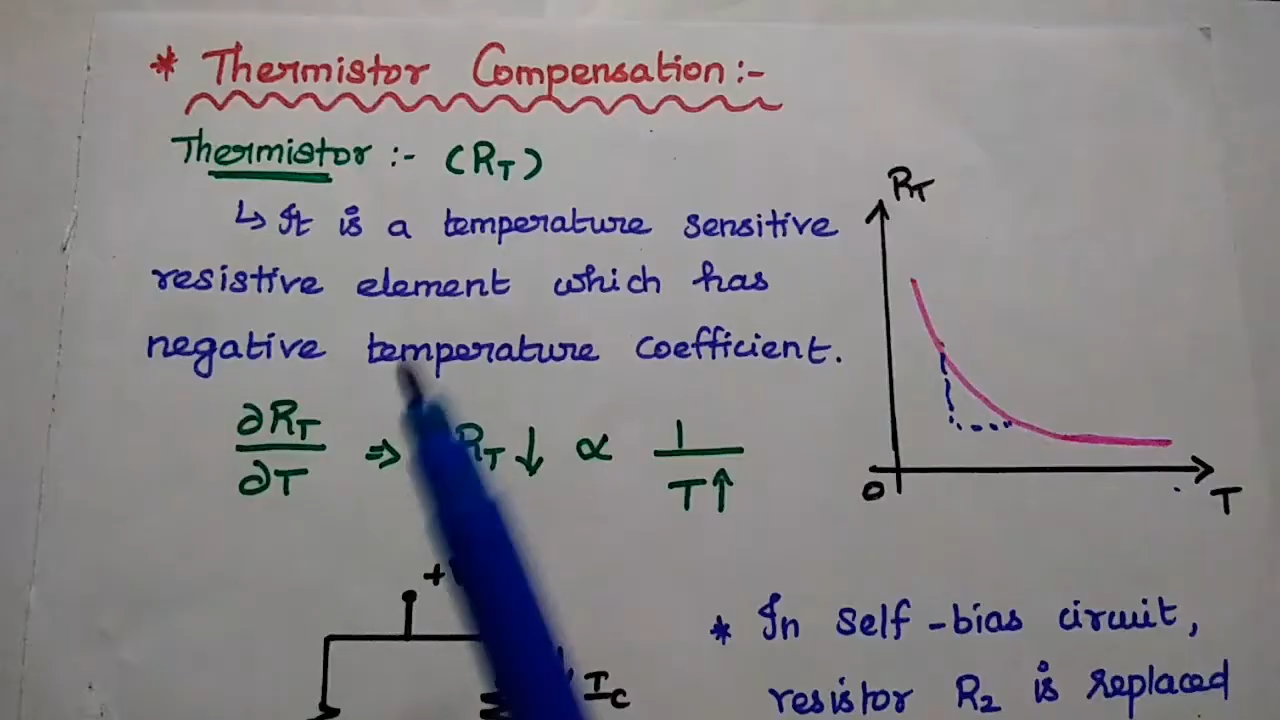 * Thermistor Compensation:-
Thermistor :- (RT)
↳ It is a temperature sensitive
resistive element which has
negative temperature coefficient.
∂RT/∂T ⇒ RT↓ ∝ 1/T↑
RT
0
T
+
IC
* In self-bias circuit,
resistor R2 is replaced